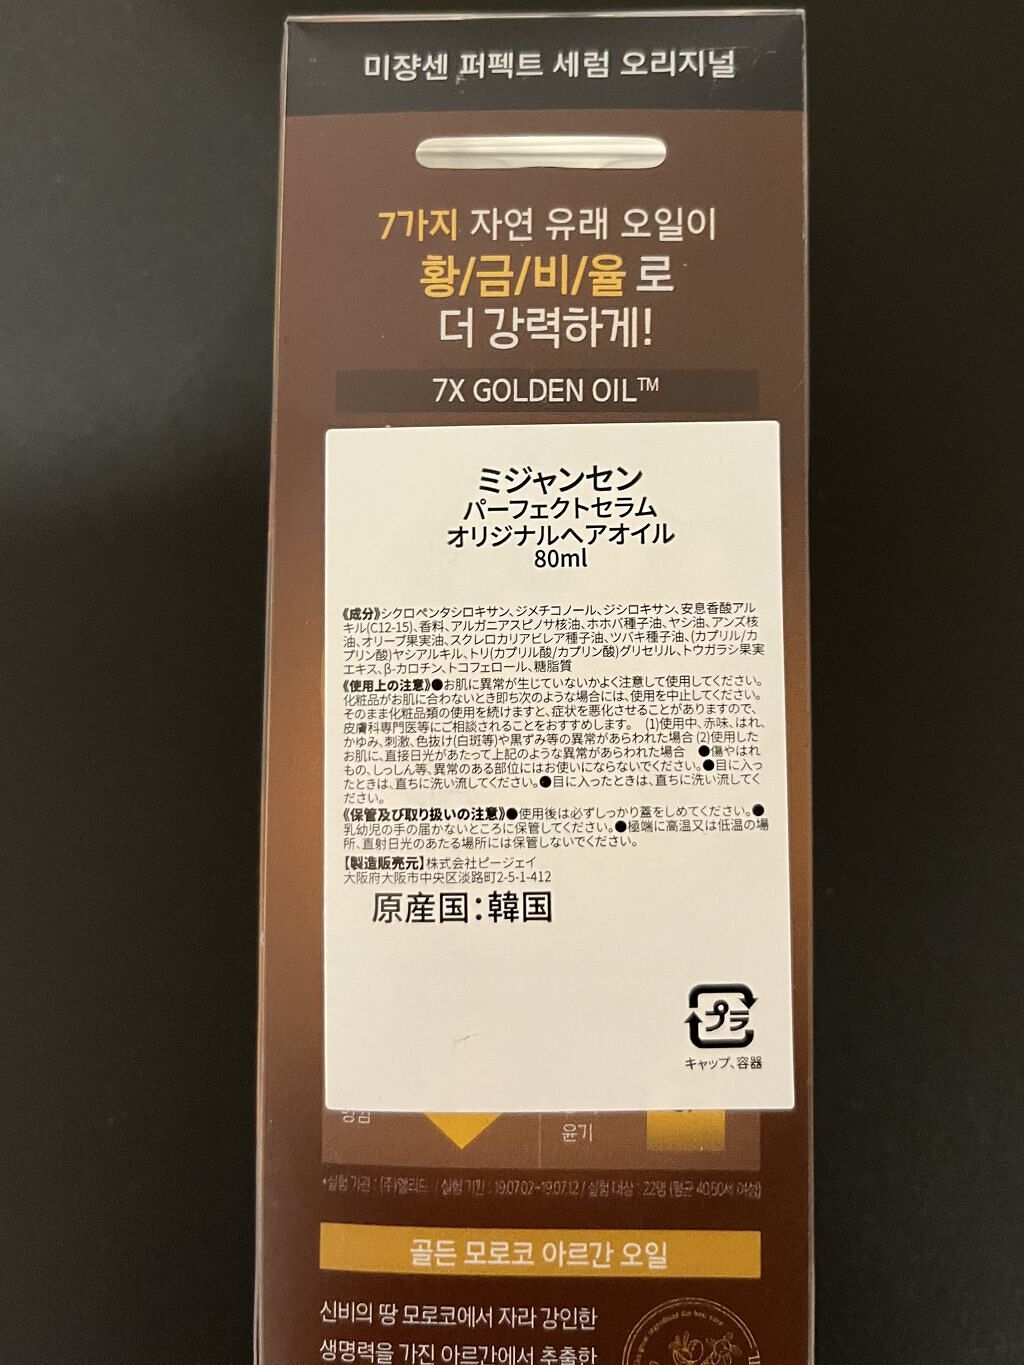 미쟝센 퍼펙트 세럼 오리지널
7가지 자연 유래 오일이
황/금/비/율 로
더 강력하게!
7X GOLDEN OIL™
ミジャンセン
パーフェクトセラム
オリジナルヘアオイル
80ml
《成分》シクロペンタシロキサン、ジメチコノール、ジシロキサン、安息香酸アル
キル(C12-15)、香料、アルガニアスピノサ核油、ホホバ種子油、ヤシ油、アンズ核
油、オリーブ果実油、スクレロカリアビレア種子油、ツバキ種子油、(カプリル/カ
プリン酸)ヤシアルキル、トリ(カプリル酸/カプリン酸)グリセリル、トウガラシ果実
エキス、β-カロチン、トコフェロール、糖脂質
《使用上の注意》●お肌に異常が生じていないかよく注意して使用してください。
化粧品がお肌に合わないとき即ち次のような場合には、使用を中止してください。
そのまま化粧品類の使用を続けますと、症状を悪化させることがありますので、
皮膚科専門医等にご相談されることをおすすめします。 (1)使用中、赤味、はれ、
かゆみ、刺激、色抜け(白斑等)や黒ずみ等の異常があらわれた場合 (2)使用した
お肌に、直接日光があたって上記のような異常があらわれた場合 ●傷やはれ
もの、しっしん等、異常のある部位にはお使いにならないでください。●目に入っ
たときは、直ちに洗い流してください。●目に入ったときは、直ちに洗い流してく
ださい。
《保管及び取り扱いの注意》●使用後は必ずしっかり蓋をしめてください。●
乳幼児の手の届かないところに保管してください。●極端に高温又は低温の場
所、直射日光のあたる場所には保管しないでください。
【製造販売元】株式会社ピージェイ
大阪府大阪市中央区淡路町2-5-1-412
原産国：韓国
プラ
キャップ、容器
윤기
*실험 기관 : (주)엘리드 / 실험 기간 : 19.07.02~19.07.12 / 실험 대상 : 22명 (평균 40.50세 여성)
골든 모로코 아르간 오일
신비의 땅 모로코에서 자라 강인한
생명력을 가진 아르간에서 추출한